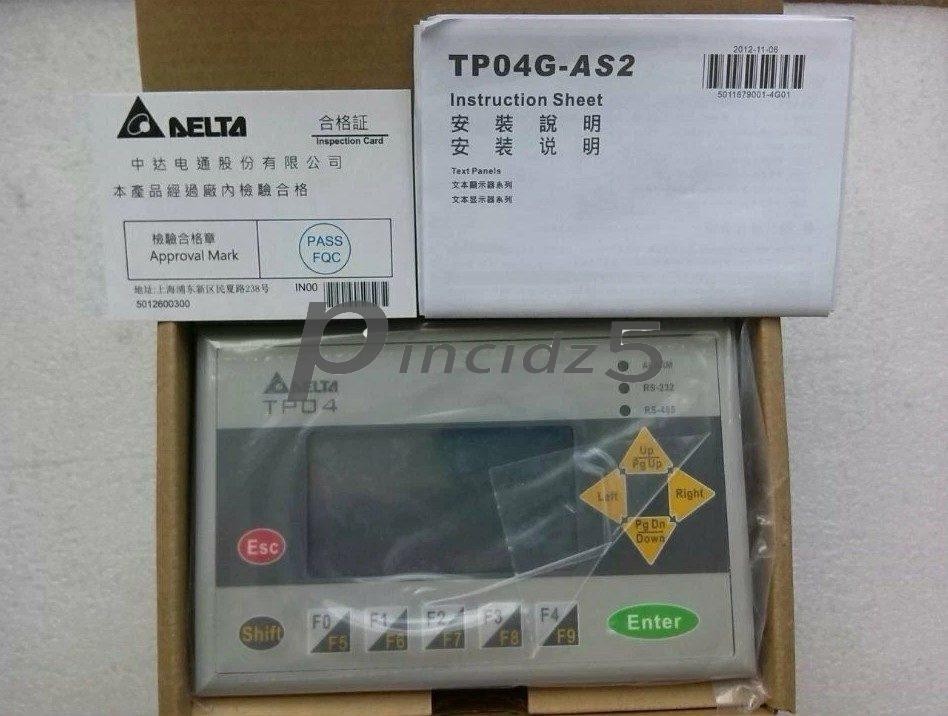 DELTA
合格証
Inspection Card
中达电通股份有限公司
本產品經過廠內檢驗合格
檢驗合格章
Approval Mark
PASS
FQC
地址:上海浦东新区民夏路238号
5012600300
IN00
TP04G-AS2
2012-11-06
5011679001-4G01
Instruction Sheet
安裝說明
安装说明
Text Panels
文本顯示器系列
文本显示器系列
pincidz5
DELTA
TP04
ALARM
RS-232
RS-485
Up
Pg Up
Left
Right
Pg Dn
Down
Esc
Shift
F0
F5
F1
F6
F2
F7
F3
F8
F4
F9
Enter